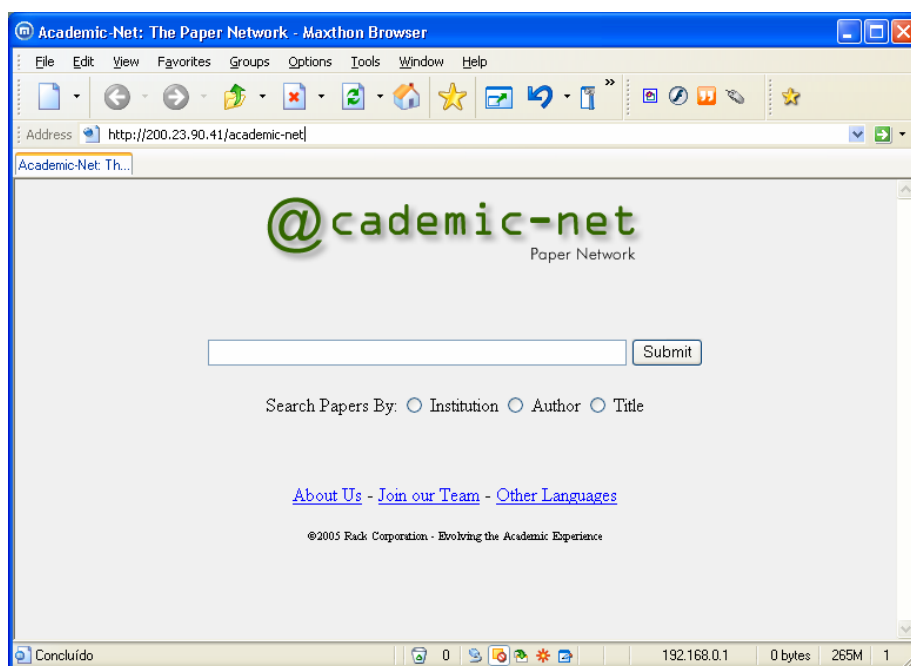 Academic-Net: The Paper Network - Maxthon Browser
File Edit View Favorites Groups Options Tools Window Help
Address http://200.23.90.41/academic-net
Academic-Net: Th...
@cademic-net
Paper Network
Submit
Search Papers By: Institution Author Title
About Us - Join our Team - Other Languages
©2005 Rack Corporation - Evolving the Academic Experience
Concluído 0 192.168.0.1 0 bytes 265M 1